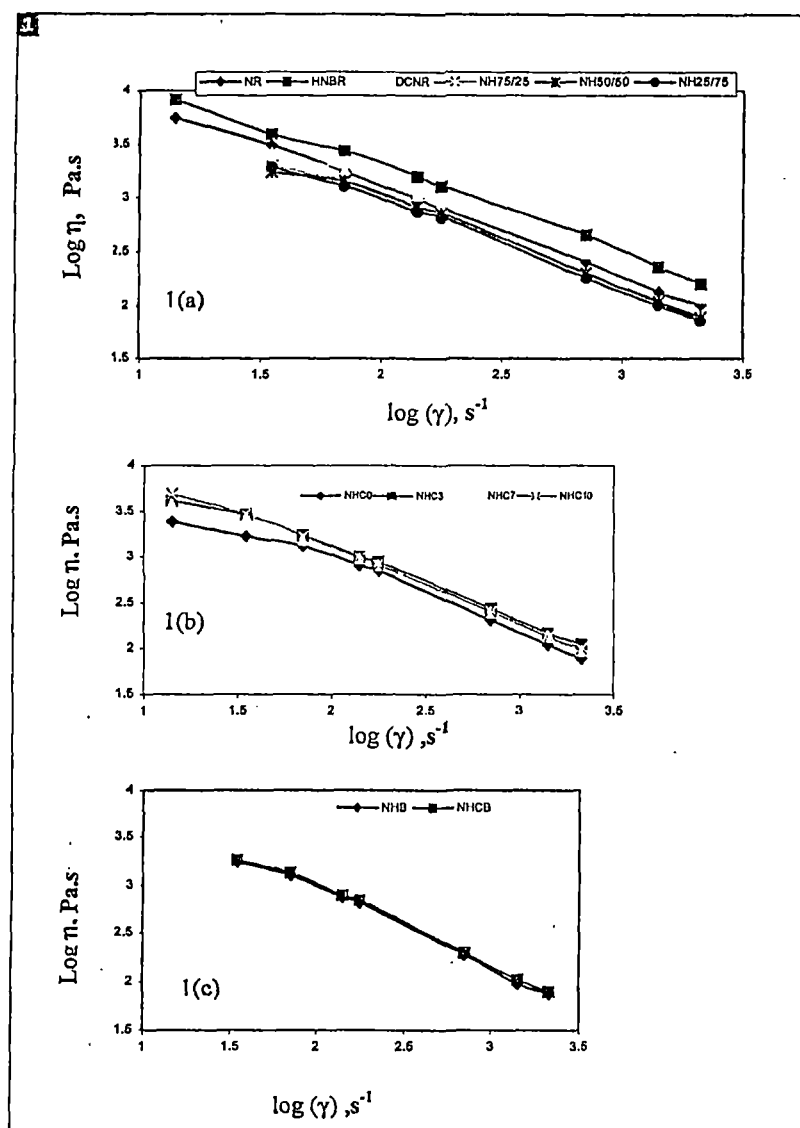 1
NR HNBR DCNR NH75/25 NH50/50 NH25/75
4
3.5
3
2.5
2
1.5
Log η, Pa.s
1(a)
1 1.5 2 2.5 3 3.5
log (γ), s⁻¹
NHC0 NHC3 NHC7 NHC10
4
3.5
3
2.5
2
1.5
Log η. Pa.s
1(b)
1 1.5 2 2.5 3 3.5
log (γ) ,s⁻¹
NHB NHCB
4
3.5
3
2.5
2
1.5
Log η. Pa.s
1(c)
1 1.5 2 2.5 3 3.5
log (γ) ,s⁻¹